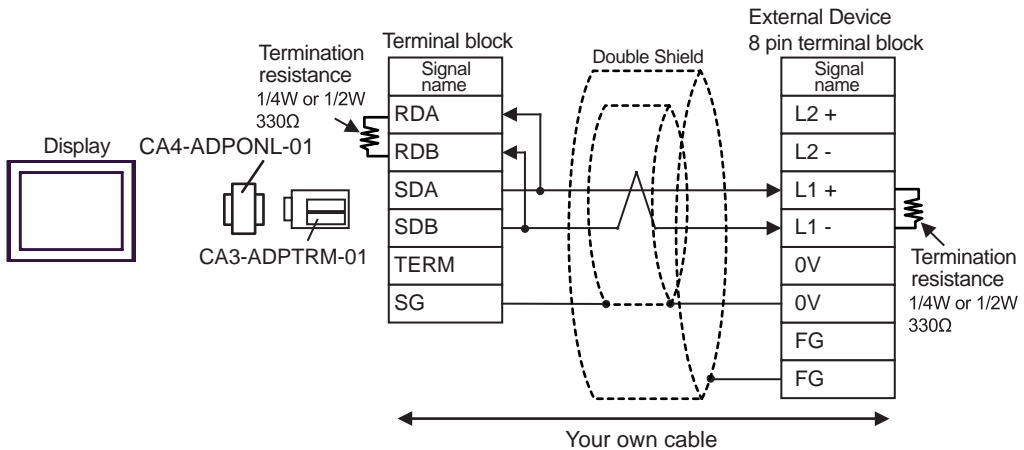 External Device
8 pin terminal block
Terminal block
Double Shield
Termination
resistance
1/4W or 1/2W
330Ω
Signal
name
Signal
name
RDA
L2 +
Display
CA4-ADPONL-01
RDB
L2 -
SDA
L1 +
SDB
L1 -
CA3-ADPTRM-01
TERM
0V
Termination
resistance
1/4W or 1/2W
330Ω
SG
0V
FG
FG
Your own cable